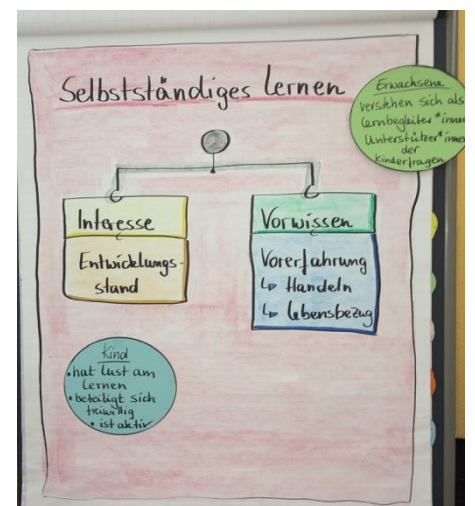 Selbstständiges Lernen
Erwachsene
verstehen sich als
Lernbegleiter*innen
Unterstützer*innen
der
Kinderfragen
Interesse
Entwicklungs-
stand
Vorwissen
Vorerfahrung
↳ Handeln
↳ Lebensbezug
Kind
• hat Lust am
Lernen
• beteiligt sich
freiwillig
• ist aktiv